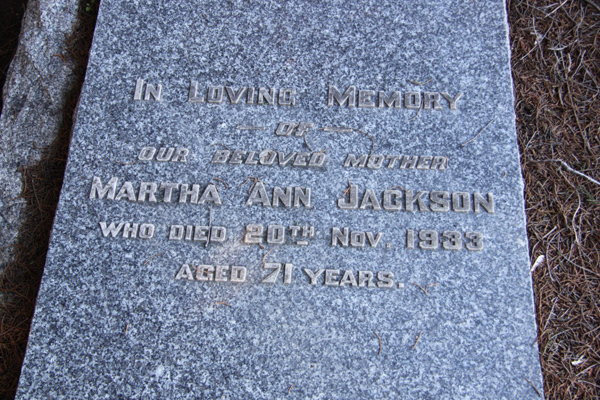 In Loving Memory
— OF —
OUR BELOVED MOTHER
MARTHA ANN JACKSON
WHO DIED 20TH NOV. 1933
AGED 71 YEARS.